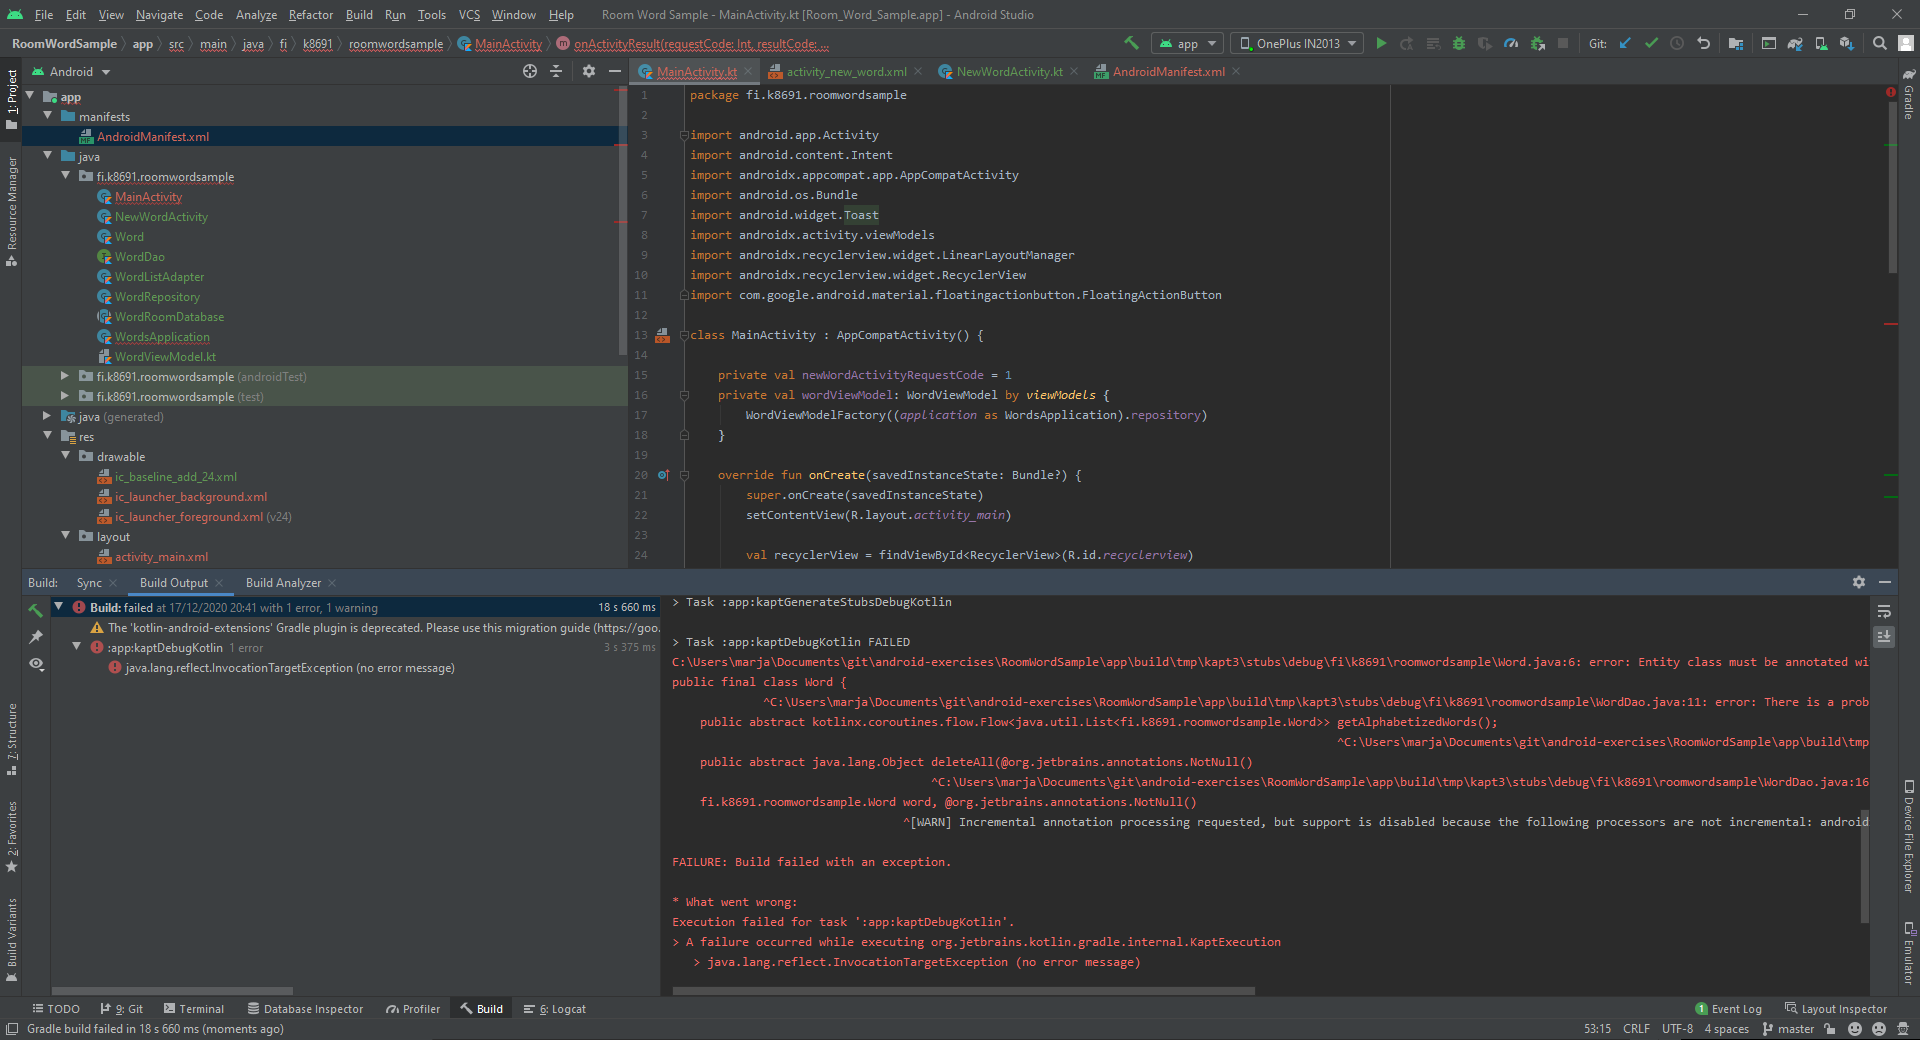 File Edit View Navigate Code Analyze Refactor Build Run Tools VCS Window Help Room Word Sample - MainActivity.kt [Room_Word_Sample.app] - Android Studio
RoomWordSample app src main java fi k8691 roomwordsample MainActivity onActivityResult(requestCode: Int, resultCode: ... app OnePlus IN2013 Git:
Android MainActivity.kt activity_new_word.xml NewWordActivity.kt AndroidManifest.xml
1: Project
Resource Manager
7: Structure
2: Favorites
Build Variants
app
manifests
AndroidManifest.xml
java
fi.k8691.roomwordsample
MainActivity
NewWordActivity
Word
WordDao
WordListAdapter
WordRepository
WordRoomDatabase
WordsApplication
WordViewModel.kt
fi.k8691.roomwordsample (androidTest)
fi.k8691.roomwordsample (test)
java (generated)
res
drawable
ic_baseline_add_24.xml
ic_launcher_background.xml
ic_launcher_foreground.xml (v24)
layout
activity_main.xml
1 package fi.k8691.roomwordsample
2
3 import android.app.Activity
4 import android.content.Intent
5 import androidx.appcompat.app.AppCompatActivity
6 import android.os.Bundle
7 import android.widget.Toast
8 import androidx.activity.viewModels
9 import androidx.recyclerview.widget.LinearLayoutManager
10 import androidx.recyclerview.widget.RecyclerView
11 import com.google.android.material.floatingactionbutton.FloatingActionButton
12
13 class MainActivity : AppCompatActivity() {
14
15 private val newWordActivityRequestCode = 1
16 private val wordViewModel: WordViewModel by viewModels {
17 WordViewModelFactory((application as WordsApplication).repository)
18 }
19
20 override fun onCreate(savedInstanceState: Bundle?) {
21 super.onCreate(savedInstanceState)
22 setContentView(R.layout.activity_main)
23
24 val recyclerView = findViewById<RecyclerView>(R.id.recyclerview)
Gradle
Device File Explorer
Emulator
Build: Sync Build Output Build Analyzer
Build: failed at 17/12/2020 20:41 with 1 error, 1 warning 18 s 660 ms
The 'kotlin-android-extensions' Gradle plugin is deprecated. Please use this migration guide (https://goo.
:app:kaptDebugKotlin 1 error 3 s 375 ms
java.lang.reflect.InvocationTargetException (no error message)
> Task :app:kaptGenerateStubsDebugKotlin
> Task :app:kaptDebugKotlin FAILED
C:\Users\marja\Documents\git\android-exercises\RoomWordSample\app\build\tmp\kapt3\stubs\debug\fi\k8691\roomwordsample\Word.java:6: error: Entity class must be annotated wi
public final class Word {
^C:\Users\marja\Documents\git\android-exercises\RoomWordSample\app\build\tmp\kapt3\stubs\debug\fi\k8691\roomwordsample\WordDao.java:11: error: There is a prob
public abstract kotlinx.coroutines.flow.Flow<java.util.List<fi.k8691.roomwordsample.Word>> getAlphabetizedWords();
^C:\Users\marja\Documents\git\android-exercises\RoomWordSample\app\build\tmp
public abstract java.lang.Object deleteAll(@org.jetbrains.annotations.NotNull()
^C:\Users\marja\Documents\git\android-exercises\RoomWordSample\app\build\tmp\kapt3\stubs\debug\fi\k8691\roomwordsample\WordDao.java:16
fi.k8691.roomwordsample.Word word, @org.jetbrains.annotations.NotNull()
^[WARN] Incremental annotation processing requested, but support is disabled because the following processors are not incremental: android
FAILURE: Build failed with an exception.
* What went wrong:
Execution failed for task ':app:kaptDebugKotlin'.
> A failure occurred while executing org.jetbrains.kotlin.gradle.internal.KaptExecution
> java.lang.reflect.InvocationTargetException (no error message)
TODO 9: Git Terminal Database Inspector Profiler Build 6: Logcat 1 Event Log Layout Inspector
Gradle build failed in 18 s 660 ms (moments ago) 53:15 CRLF UTF-8 4 spaces master